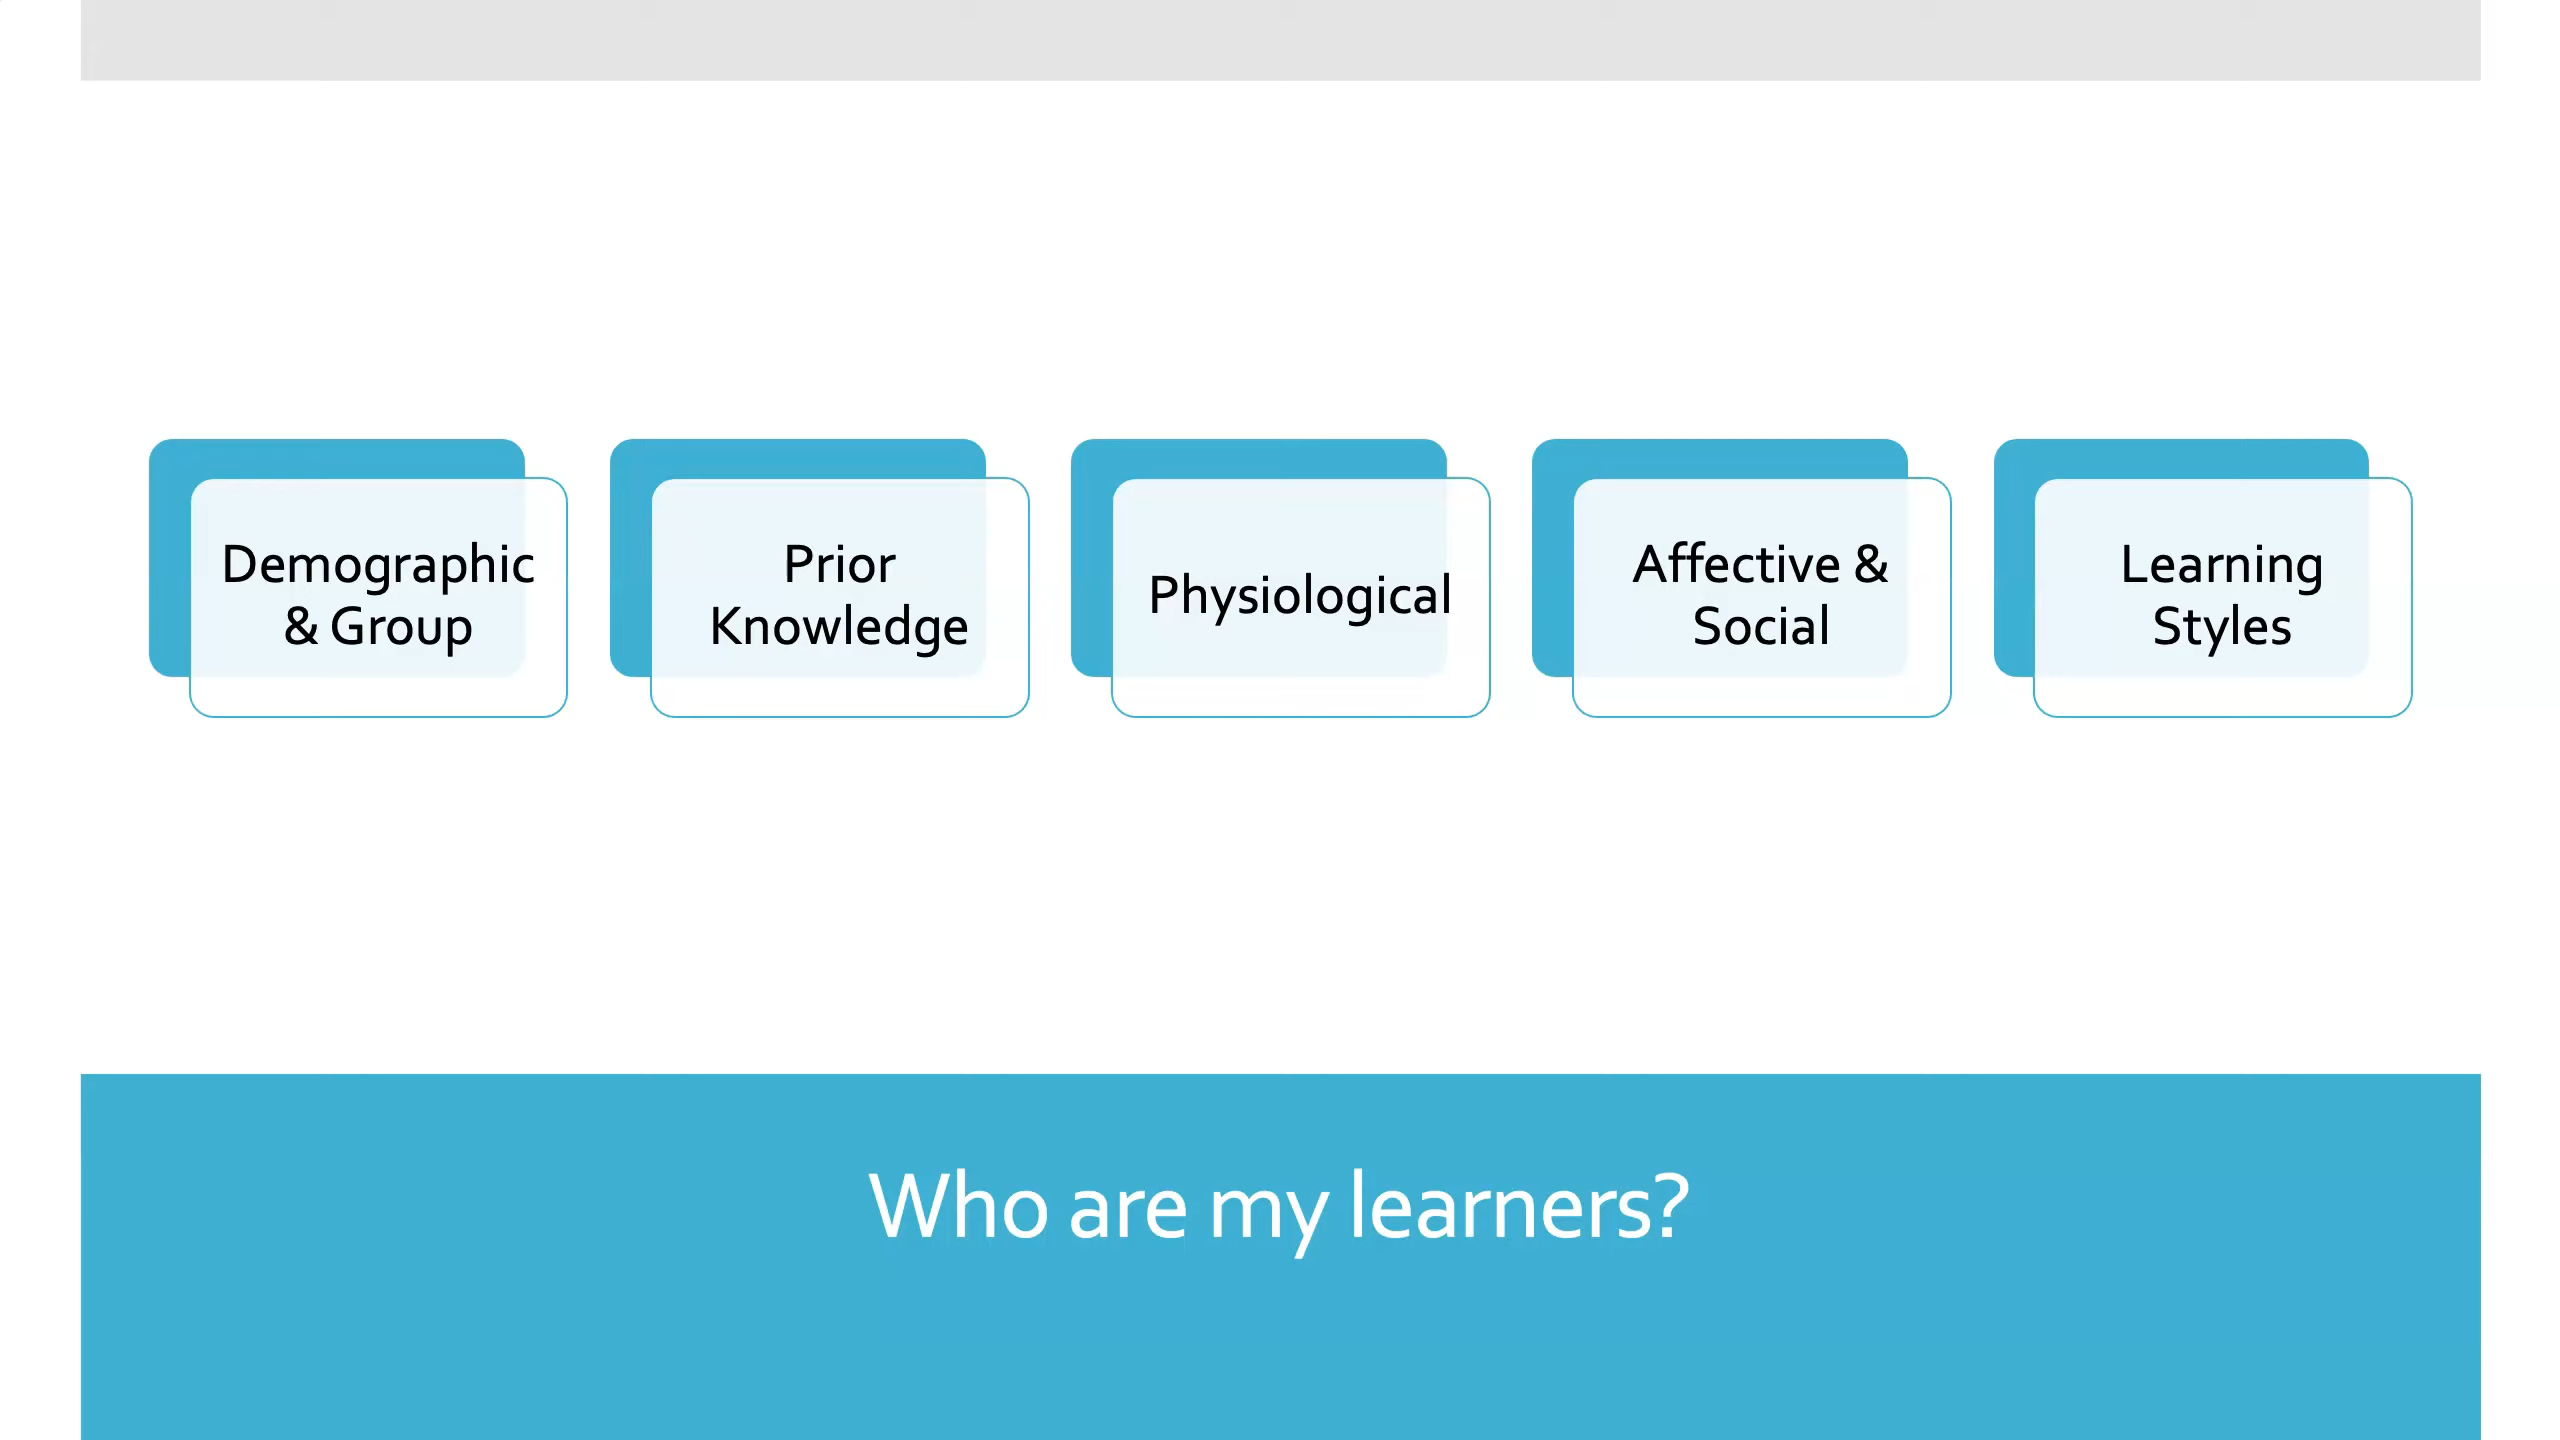 Demographic
& Group
Prior
Knowledge
Physiological
Affective &
Social
Learning
Styles
Who are my learners?